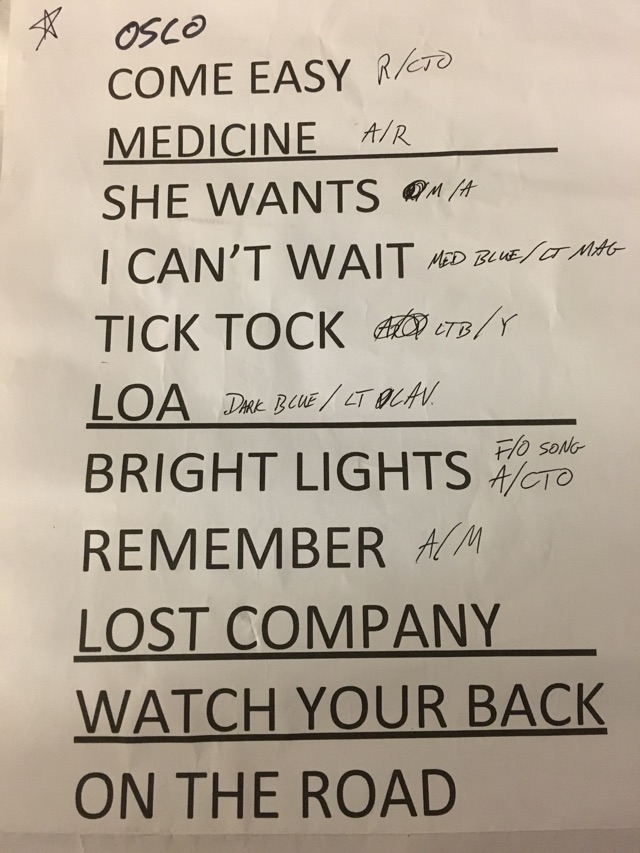 OSCO
COME EASY R/CTO
MEDICINE A/R
SHE WANTS M/A
I CAN'T WAIT MED BLUE/LT MAG
TICK TOCK LTB/Y
LOA DARK BLUE/LT LAV.
F/O SONG
BRIGHT LIGHTS A/CTO
REMEMBER A/M
LOST COMPANY
WATCH YOUR BACK
ON THE ROAD